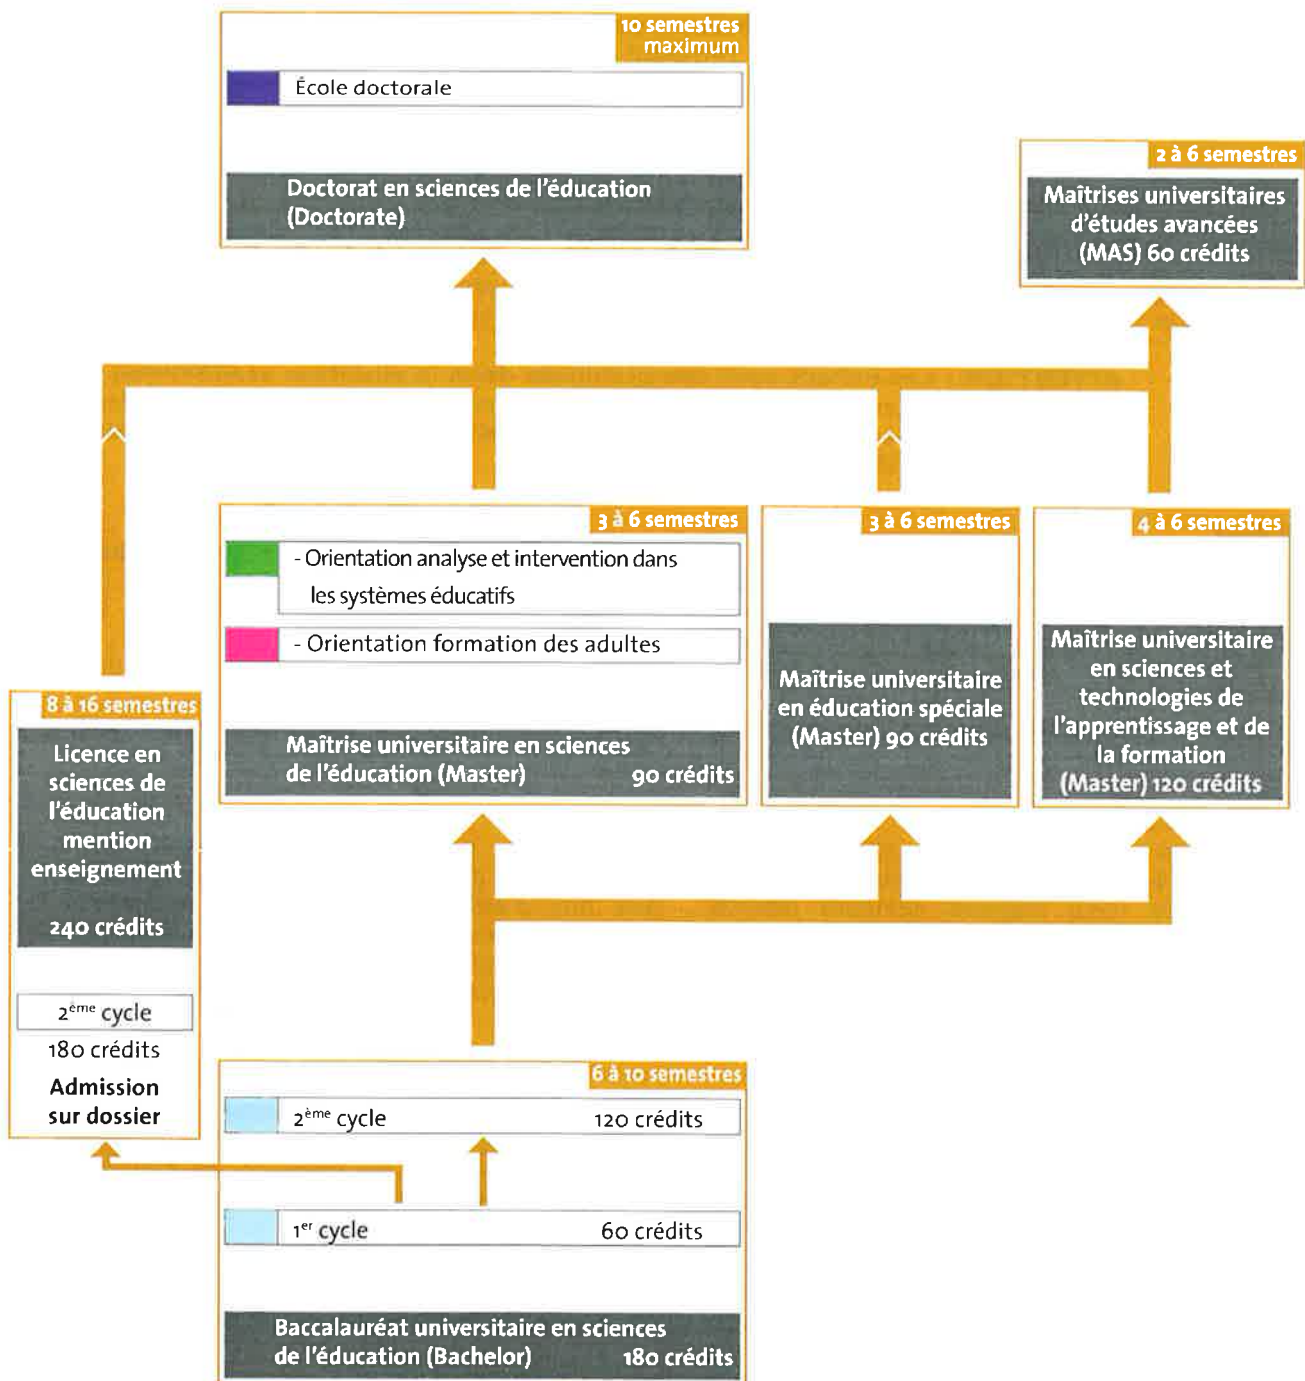 10 semestres
maximum
École doctorale
Doctorat en sciences de l'éducation
(Doctorate)
2 à 6 semestres
Maîtrises universitaires
d'études avancées
(MAS) 60 crédits
3 à 6 semestres
- Orientation analyse et intervention dans
les systèmes éducatifs
- Orientation formation des adultes
Maîtrise universitaire en sciences
de l'éducation (Master) 90 crédits
3 à 6 semestres
Maîtrise universitaire
en éducation spéciale
(Master) 90 crédits
4 à 6 semestres
Maîtrise universitaire
en sciences et
technologies de
l'apprentissage et de
la formation
(Master) 120 crédits
8 à 16 semestres
Licence en
sciences de
l'éducation
mention
enseignement
240 crédits
2ème cycle
180 crédits
Admission
sur dossier
6 à 10 semestres
2ème cycle 120 crédits
1er cycle 60 crédits
Baccalauréat universitaire en sciences
de l'éducation (Bachelor) 180 crédits